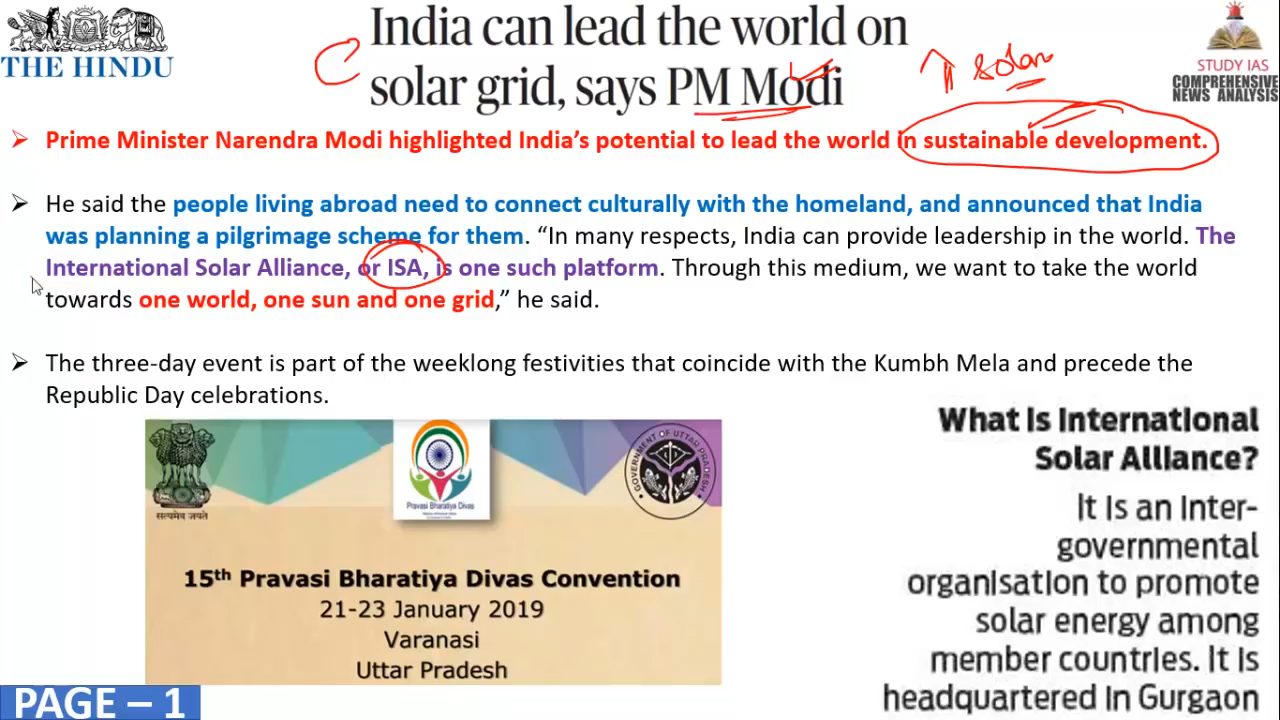 THE HINDU
India can lead the world on
solar grid, says PM Modi
↑ solar
STUDY IAS
COMPREHENSIVE
NEWS ANALYSIS
➢ Prime Minister Narendra Modi highlighted India’s potential to lead the world in sustainable development.
➢ He said the people living abroad need to connect culturally with the homeland, and announced that India
was planning a pilgrimage scheme for them. “In many respects, India can provide leadership in the world. The
International Solar Alliance, or ISA, is one such platform. Through this medium, we want to take the world
towards one world, one sun and one grid,” he said.
➢ The three-day event is part of the weeklong festivities that coincide with the Kumbh Mela and precede the
Republic Day celebrations.
सत्यमेव जयते
Pravasi Bharatiya Divas
GOVERNMENT OF UTTAR PRADESH
15th Pravasi Bharatiya Divas Convention
21-23 January 2019
Varanasi
Uttar Pradesh
What is International
Solar Alliance?
It is an inter-
governmental
organisation to promote
solar energy among
member countries. It is
headquartered in Gurgaon
PAGE – 1